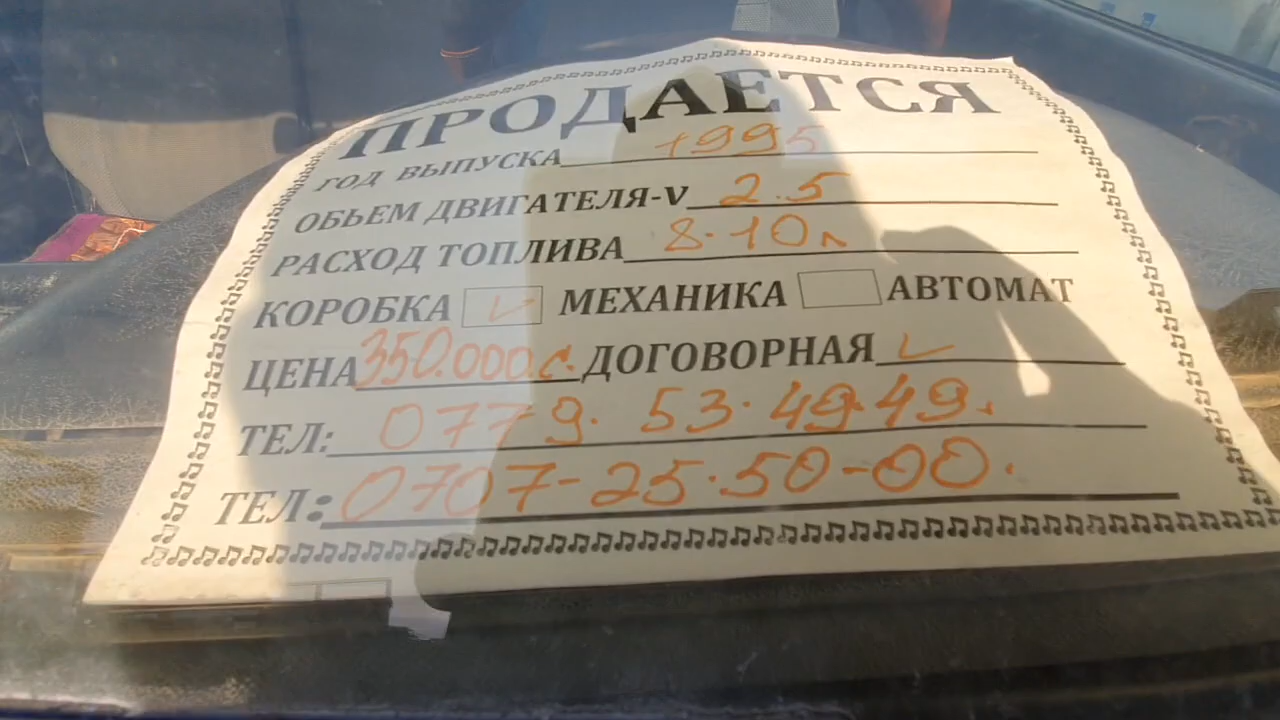 ПРОДАЕТСЯ
ГОД ВЫПУСКА 1995
ОБЬЕМ ДВИГАТЕЛЯ-V 2.5
РАСХОД ТОПЛИВА 8-10л
КОРОБКА ✓ МЕХАНИКА АВТОМАТ
ЦЕНА 350.000.с. ДОГОВОРНАЯ ✓
ТЕЛ: 0779. 53.49.49.
ТЕЛ: 0707-25.50-00.